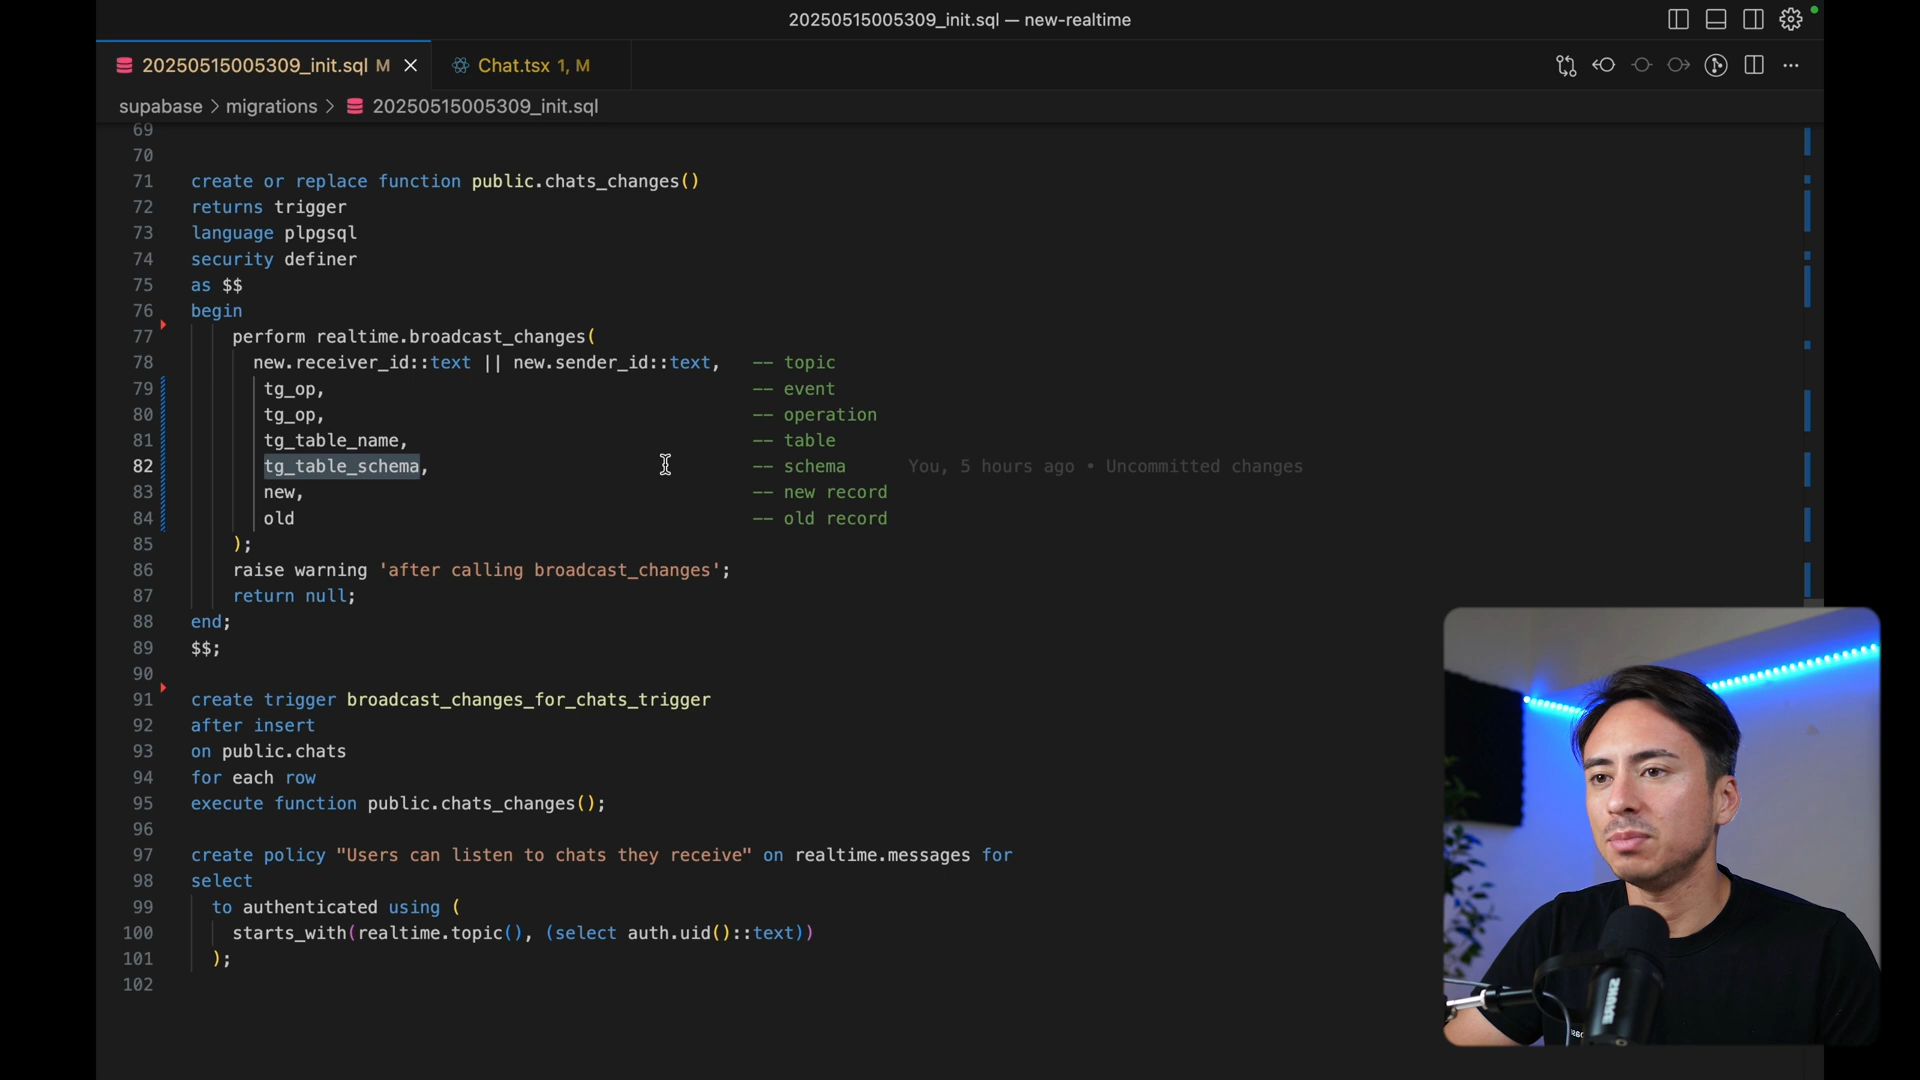 20250515005309_init.sql — new-realtime
20250515005309_init.sql M
Chat.tsx 1, M
supabase > migrations > 20250515005309_init.sql
69
70
71 create or replace function public.chats_changes()
72 returns trigger
73 language plpgsql
74 security definer
75 as $$
76 begin
77 perform realtime.broadcast_changes(
78 new.receiver_id::text || new.sender_id::text, -- topic
79 tg_op, -- event
80 tg_op, -- operation
81 tg_table_name, -- table
82 tg_table_schema, -- schema You, 5 hours ago • Uncommitted changes
83 new, -- new record
84 old -- old record
85 );
86 raise warning 'after calling broadcast_changes';
87 return null;
88 end;
89 $$;
90
91 create trigger broadcast_changes_for_chats_trigger
92 after insert
93 on public.chats
94 for each row
95 execute function public.chats_changes();
96
97 create policy "Users can listen to chats they receive" on realtime.messages for
98 select
99 to authenticated using (
100 starts_with(realtime.topic(), (select auth.uid()::text))
101 );
102
SHURE